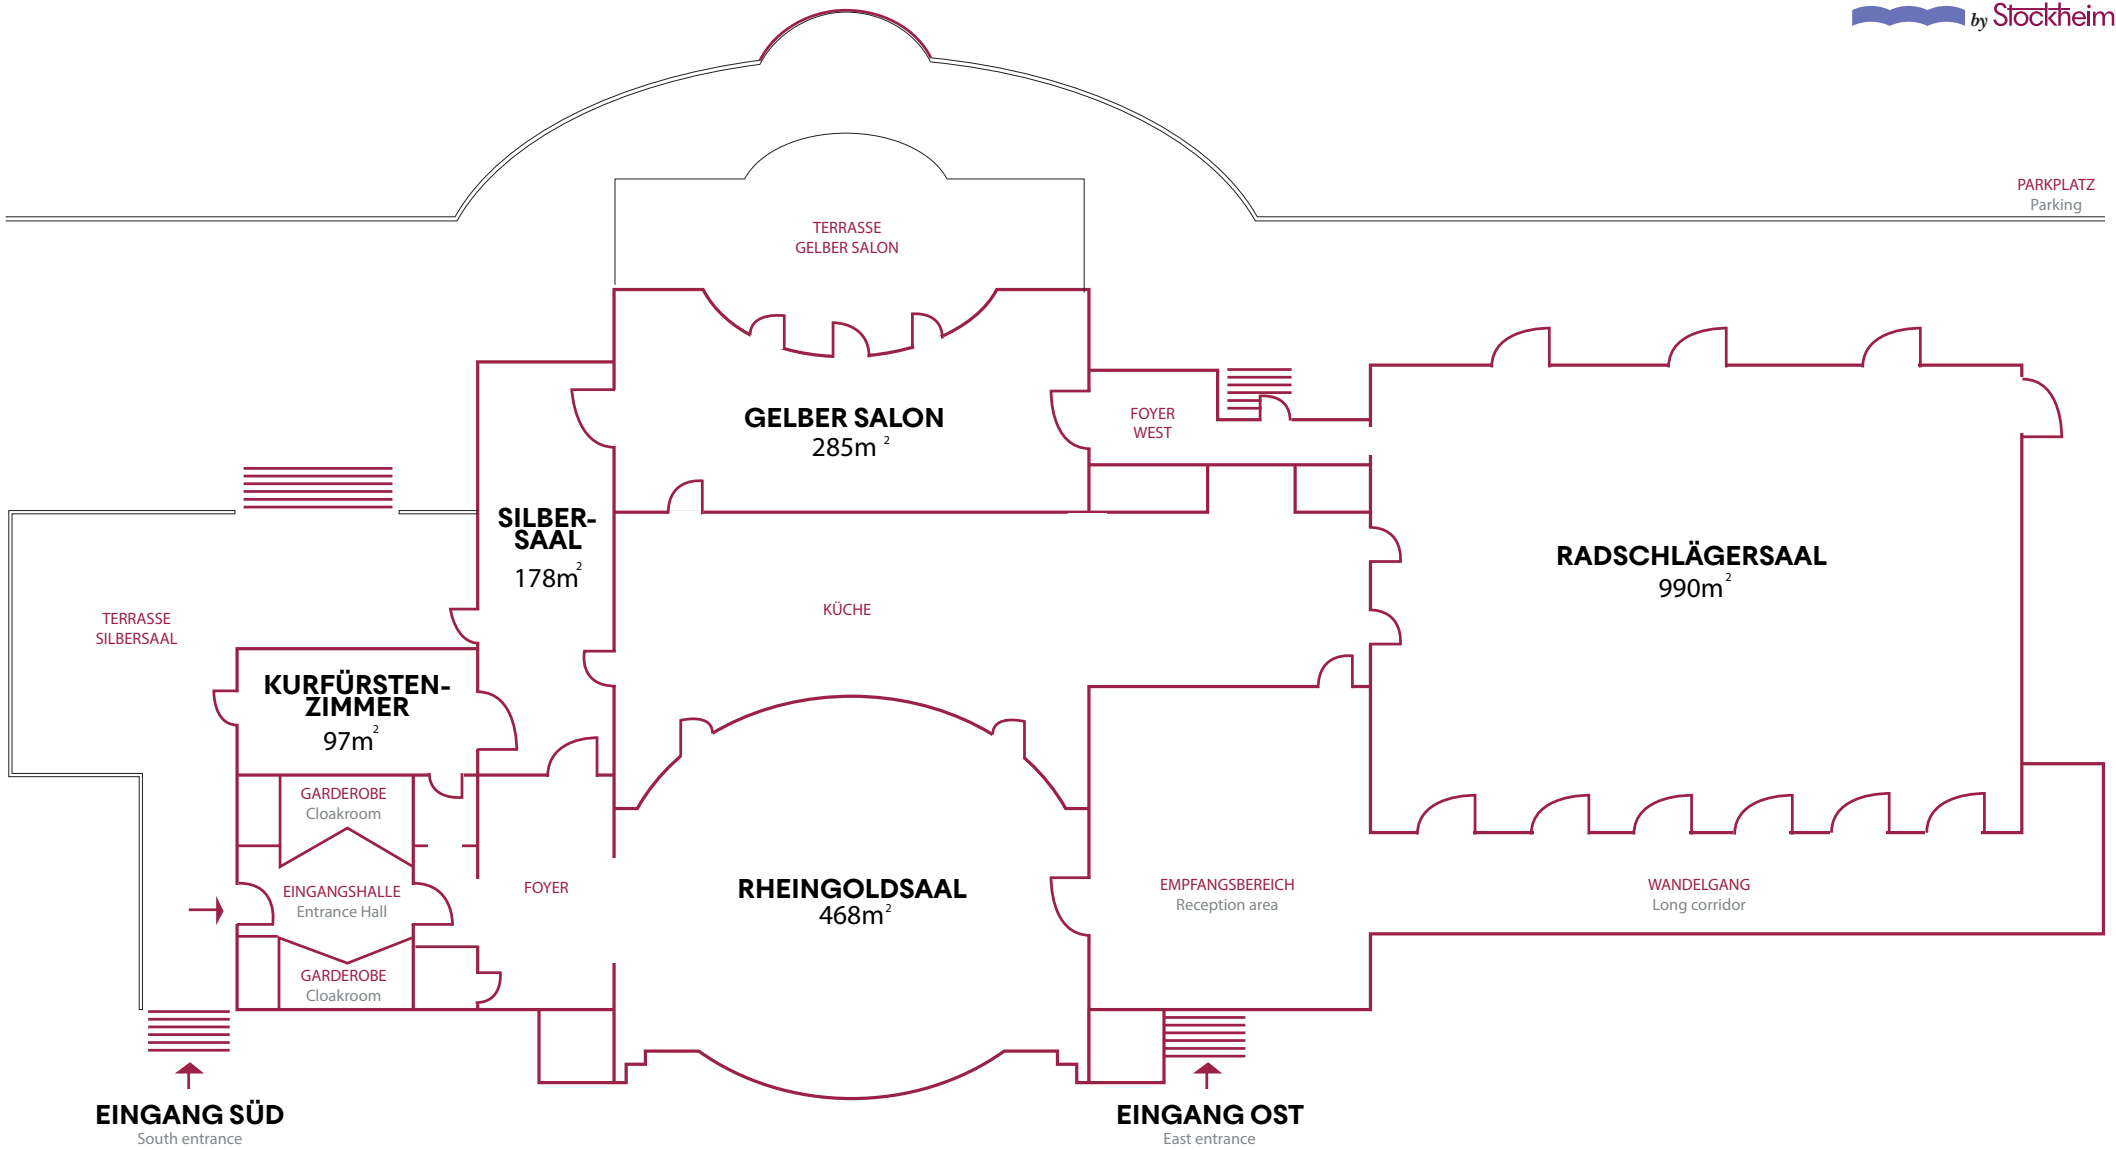 by Stockheim
PARKPLATZ
Parking
TERRASSE
GELBER SALON
GELBER SALON
285m²
FOYER
WEST
SILBER-
SAAL
178m²
RADSCHLÄGERSAAL
990m²
KÜCHE
TERRASSE
SILBERSAAL
KURFÜRSTEN-
ZIMMER
97m²
GARDEROBE
Cloakroom
EINGANGSHALLE
Entrance Hall
FOYER
RHEINGOLDSAAL
468m²
EMPFANGSBEREICH
Reception area
WANDELGANG
Long corridor
GARDEROBE
Cloakroom
EINGANG SÜD
South entrance
EINGANG OST
East entrance